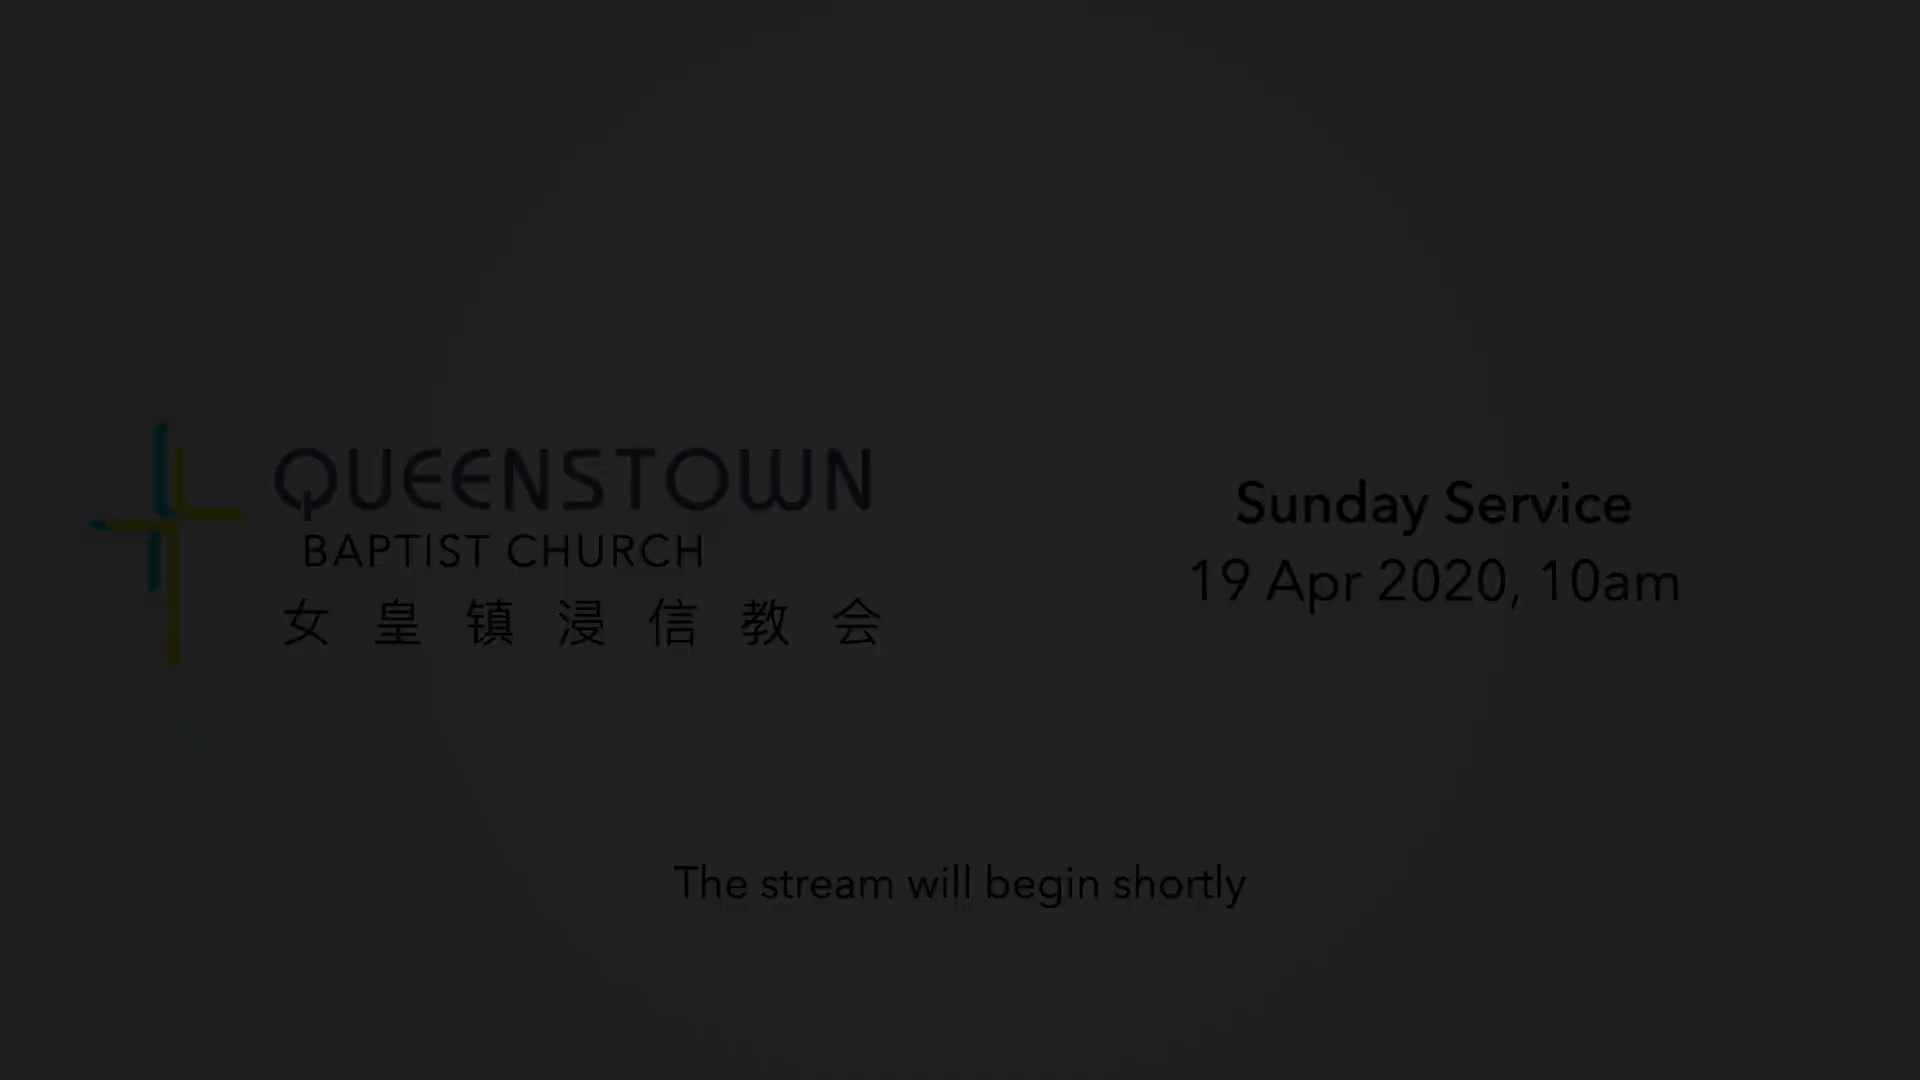 QUEENSTOWN
BAPTIST CHURCH
女皇镇浸信教会
Sunday Service
19 Apr 2020, 10am
The stream will begin shortly